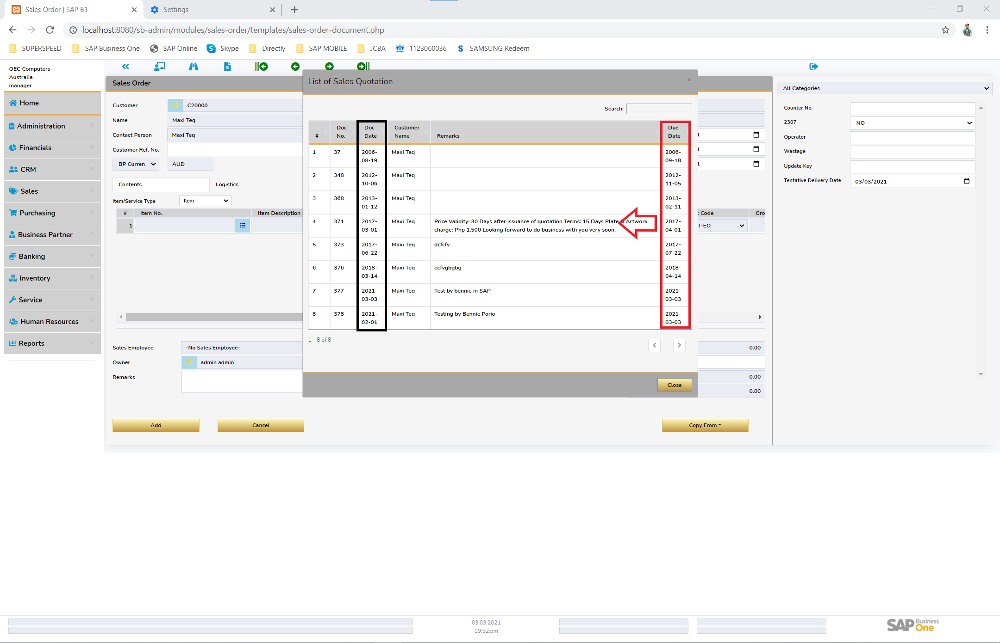 Sales Order | SAP B1
Settings
localhost:8080/sb-admin/modules/sales-order/templates/sales-order-document.php
SUPERSPEED
SAP Business One
SAP Online
Skype
Directly
SAP MOBILE
JCBA
1123060036
SAMSUNG Redeem
OEC Computers
Australia
manager
Home
Administration
Financials
CRM
Sales
Purchasing
Business Partner
Banking
Inventory
Service
Human Resources
Reports
Sales Order
Customer
C20000
Name
Maxi Teq
Contact Person
Maxi Teq
Customer Ref. No.
BP Curren
AUD
Contents
Logistics
Item/Service Type
Item
# Item No. Item Description
1
Sales Employee
-No Sales Employee-
Owner
admin admin
Remarks
Add
Cancel
List of Sales Quotation
×
Search:
# Doc No. Doc Date Customer Name Remarks Due Date
1 37 2006-08-19 Maxi Teq 2006-09-18
2 348 2012-10-06 Maxi Teq 2012-11-05
3 368 2013-01-12 Maxi Teq 2013-02-11
4 371 2017-03-01 Maxi Teq Price Validity: 30 Days after issuance of quotation Terms: 15 Days Plate & Artwork charge: Php 1,500 Looking forward to do business with you very soon. 2017-04-01
5 373 2017-06-22 Maxi Teq dcfcfv 2017-07-22
6 376 2018-03-14 Maxi Teq ecfvgbgbg 2018-04-14
7 377 2021-03-03 Maxi Teq Test by bennie in SAP 2021-03-03
8 378 2021-02-01 Maxi Teq Testing by Bennie Porio 2021-03-03
1 - 8 of 8
Close
1
1
1
Code
Gro
T-EO
0.00
0.00
0.00
Copy From
All Categories
Counter No.
2307
NO
Operator
Wastage
Update Key
Tentative Delivery Date
03/03/2021
03.03.2021
19:52:pm
SAP Business One